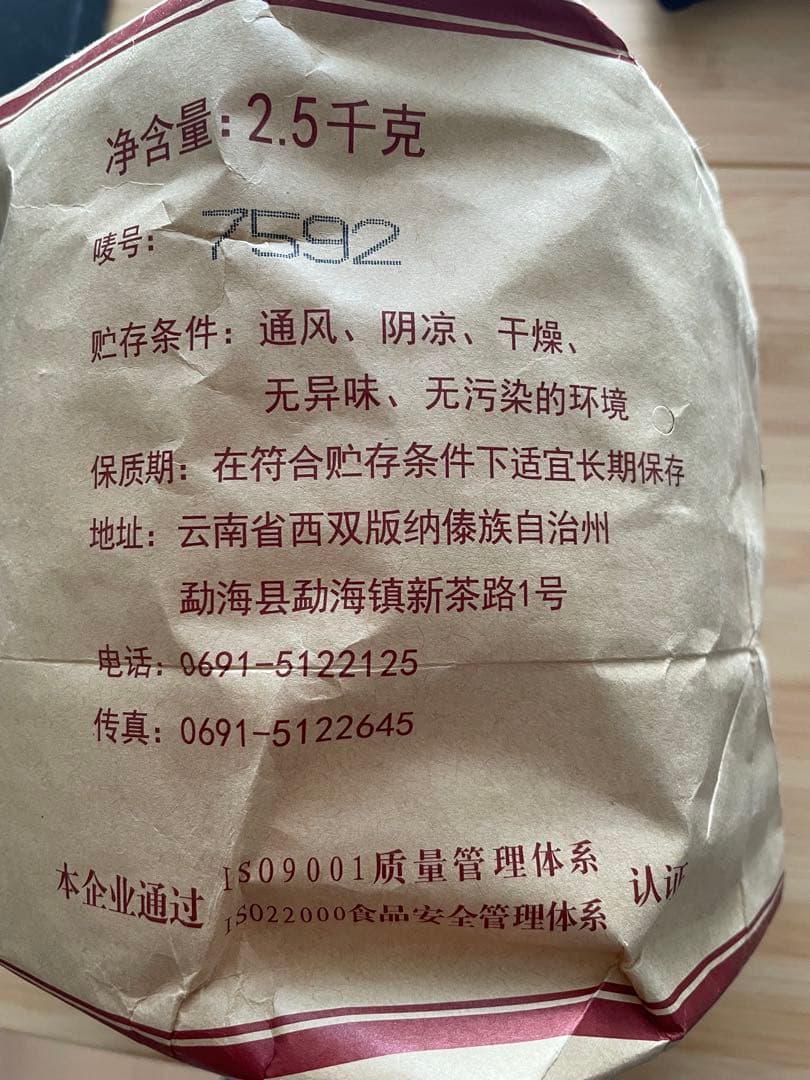 净含量：2.5千克
唛号：7592
贮存条件：通风、阴凉、干燥、
无异味、无污染的环境
保质期：在符合贮存条件下适宜长期保存
地址：云南省西双版纳傣族自治州
勐海县勐海镇新茶路1号
电话：0691-5122125
传真：0691-5122645
本企业通过 ISO9001质量管理体系 认证
ISO22000食品安全管理体系